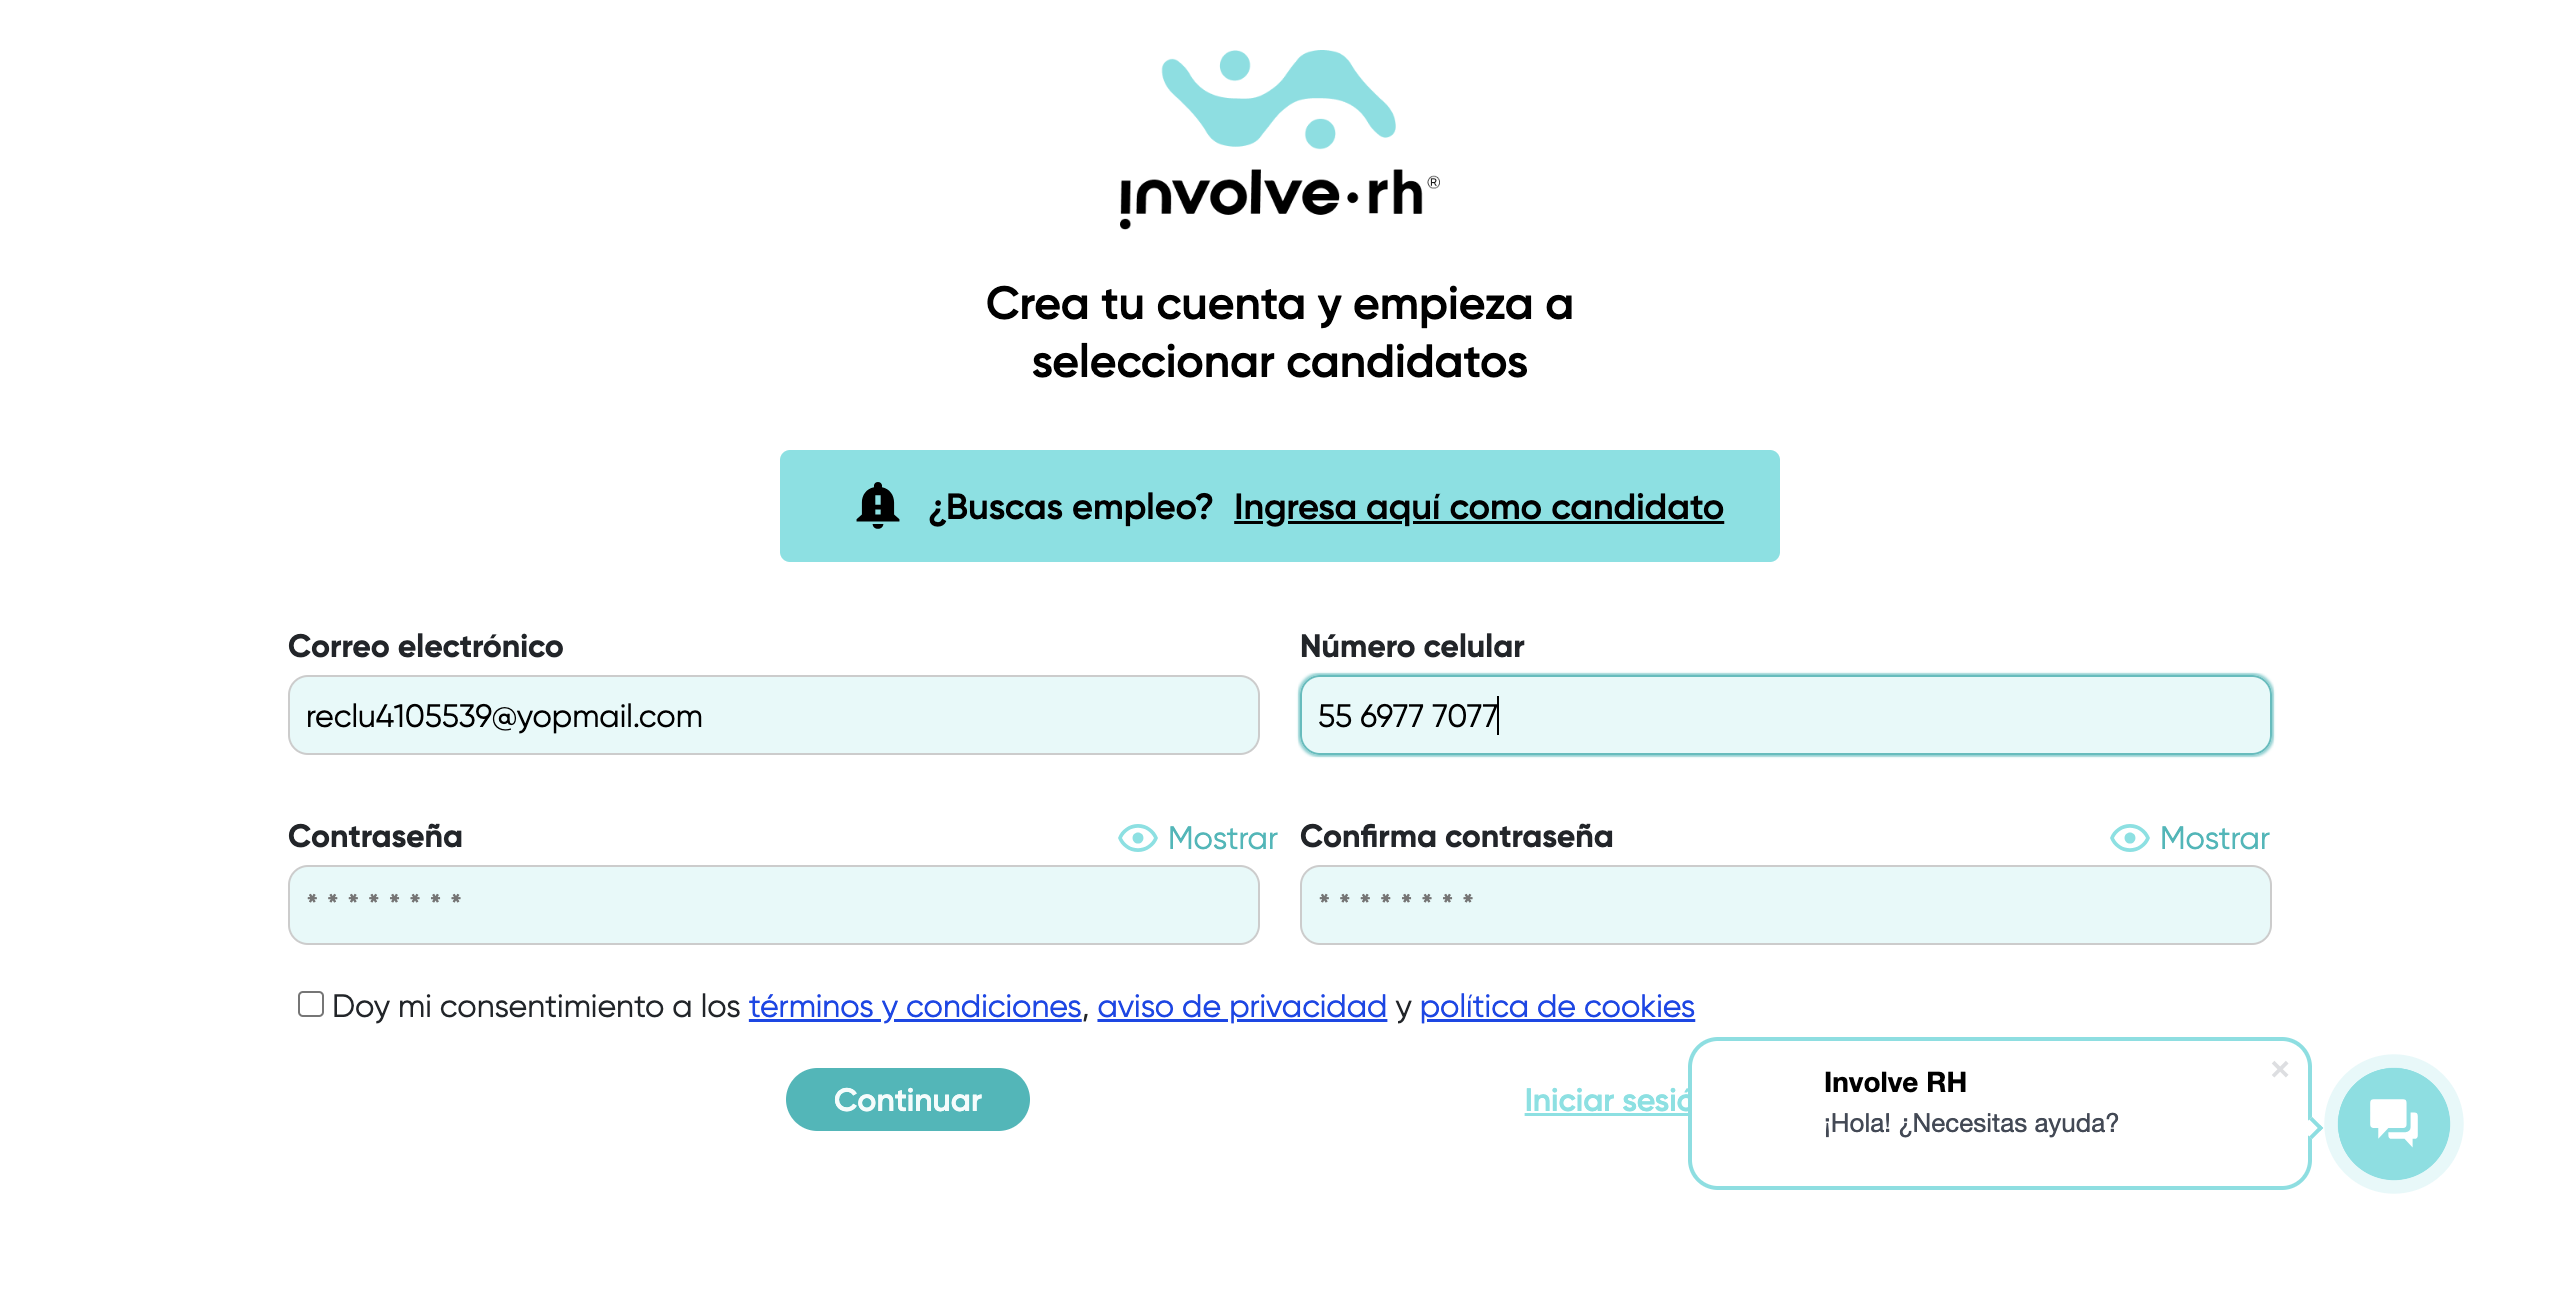 involve·rh®
Crea tu cuenta y empieza a
seleccionar candidatos
¿Buscas empleo? Ingresa aquí como candidato
Correo electrónico
reclu4105539@yopmail.com
Número celular
55 6977 7077
Contraseña
Mostrar
* * * * * * * *
Confirma contraseña
Mostrar
* * * * * * * *
Doy mi consentimiento a los términos y condiciones, aviso de privacidad y política de cookies
Continuar
Iniciar sesió
Involve RH
×
¡Hola! ¿Necesitas ayuda?